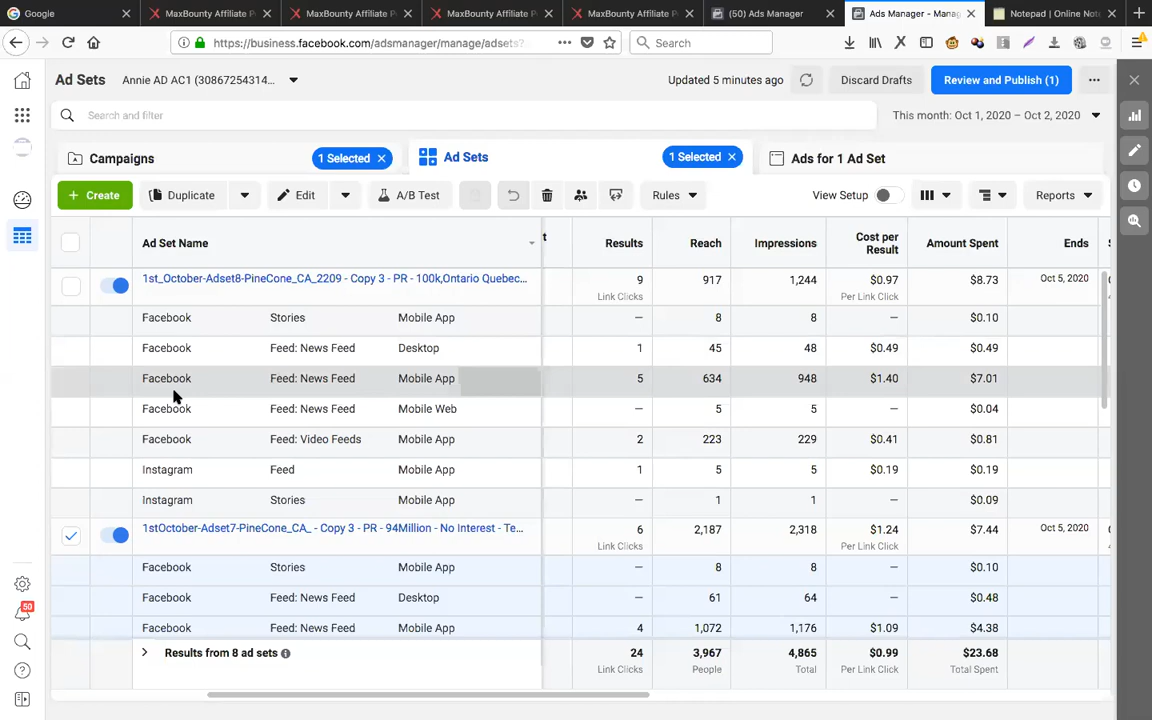 Google
MaxBounty Affiliate P
MaxBounty Affiliate P
MaxBounty Affiliate P
MaxBounty Affiliate P
(50) Ads Manager
Ads Manager - Mana
Notepad | Online Note
https://business.facebook.com/adsmanager/manage/adsets?
Search
Ad Sets
Annie AD AC1 (30867254314...
Updated 5 minutes ago
Discard Drafts
Review and Publish (1)
Search and filter
This month: Oct 1, 2020 – Oct 2, 2020
Campaigns
1 Selected
Ad Sets
1 Selected
Ads for 1 Ad Set
Create
Duplicate
Edit
A/B Test
Rules
View Setup
Reports
Ad Set Name
t
Results
Reach
Impressions
Cost per
Result
Amount Spent
Ends
S
1st_October-Adset8-PineCone_CA_2209 - Copy 3 - PR - 100k,Ontario Quebec... 9 917 1,244 $0.97 $8.73 Oct 5, 2020
Link Clicks Per Link Click
Facebook Stories Mobile App — 8 8 — $0.10
Facebook Feed: News Feed Desktop 1 45 48 $0.49 $0.49
Facebook Feed: News Feed Mobile App 5 634 948 $1.40 $7.01
Facebook Feed: News Feed Mobile Web — 5 5 — $0.04
Facebook Feed: Video Feeds Mobile App 2 223 229 $0.41 $0.81
Instagram Feed Mobile App 1 5 5 $0.19 $0.19
Instagram Stories Mobile App — 1 1 — $0.09
1stOctober-Adset7-PineCone_CA_ - Copy 3 - PR - 94Million - No Interest - Te... 6 2,187 2,318 $1.24 $7.44 Oct 5, 2020
Link Clicks Per Link Click
Facebook Stories Mobile App — 8 8 — $0.10
Facebook Feed: News Feed Desktop — 61 64 — $0.48
Facebook Feed: News Feed Mobile App 4 1,072 1,176 $1.09 $4.38
50
Results from 8 ad sets 24 3,967 4,865 $0.99 $23.68
Link Clicks People Total Per Link Click Total Spent